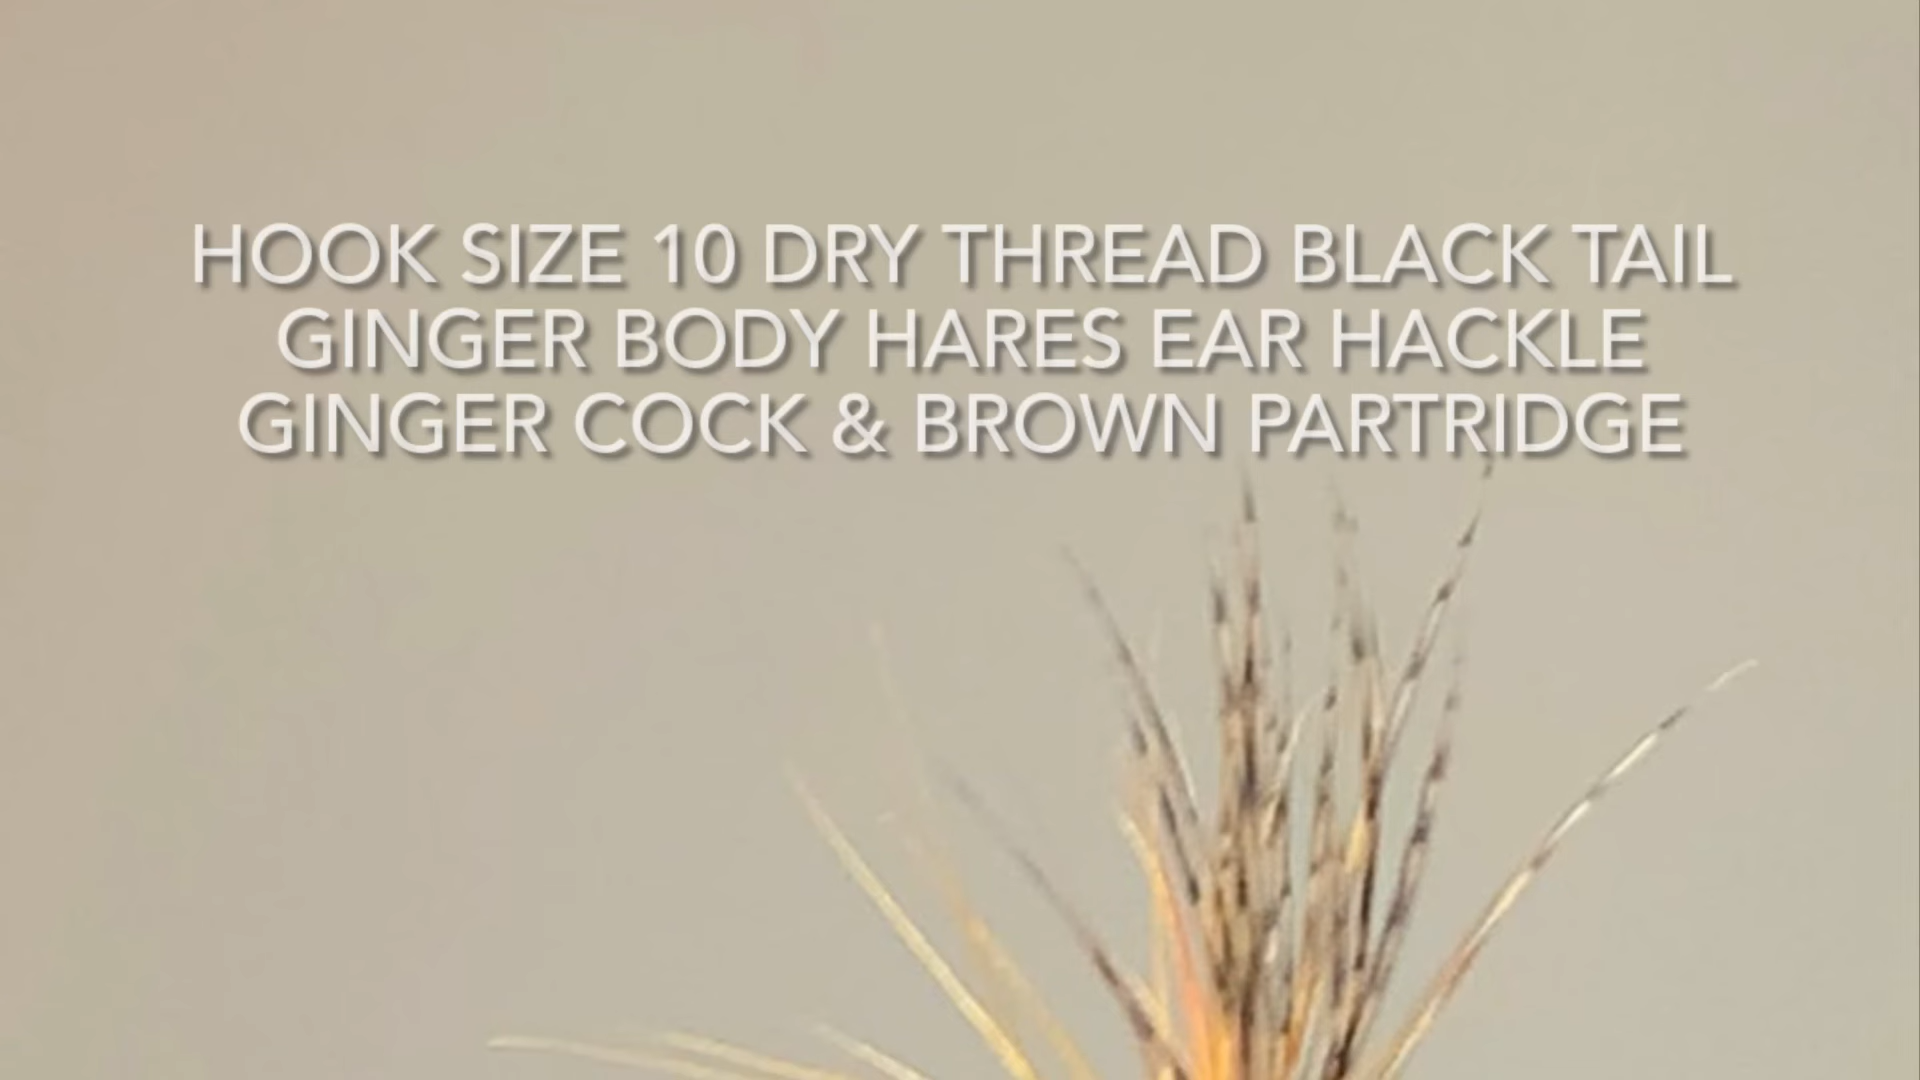 HOOK SIZE 10 DRY THREAD BLACK TAIL
GINGER BODY HARES EAR HACKLE
GINGER COCK & BROWN PARTRIDGE